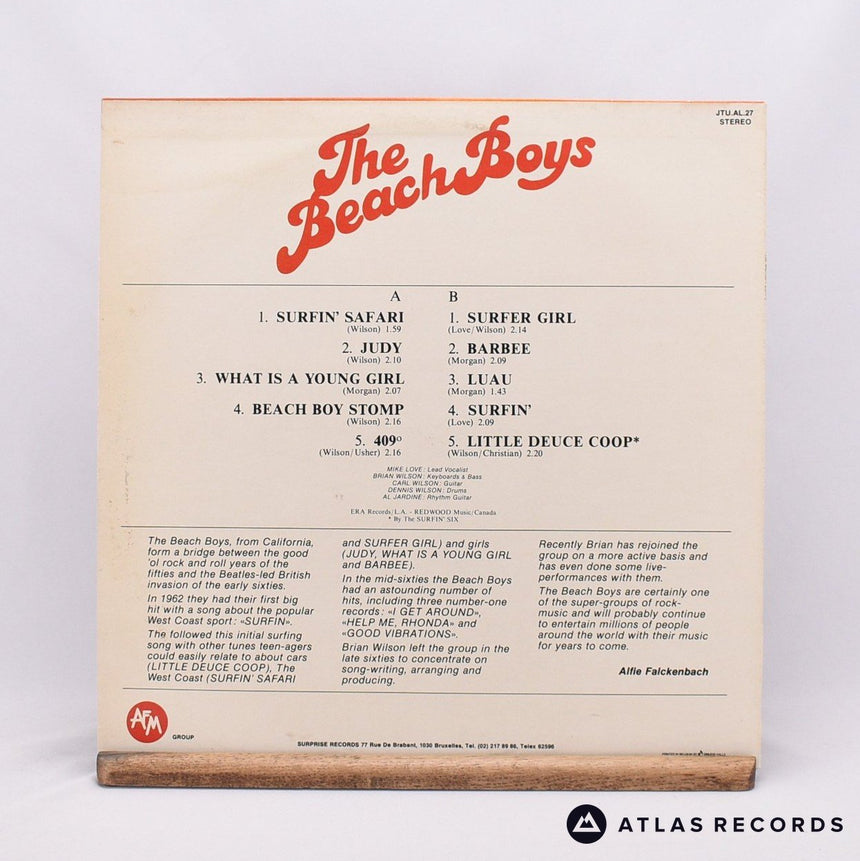 JTU.AL.27
STEREO
The
Beach Boys
A
1. SURFIN' SAFARI
(Wilson) 1.59
2. JUDY
(Wilson) 2.10
3. WHAT IS A YOUNG GIRL
(Morgan) 2.07
4. BEACH BOY STOMP
(Wilson) 2.16
5. 409°
(Wilson/Usher) 2.16
B
1. SURFER GIRL
(Love/Wilson) 2.14
2. BARBEE
(Morgan) 2.09
3. LUAU
(Morgan) 1.43
4. SURFIN'
(Love) 2.09
5. LITTLE DEUCE COOP*
(Wilson/Christian) 2.20
MIKE LOVE: Lead Vocalist
BRIAN WILSON: Keyboards & Bass
CARL WILSON: Guitar
DENNIS WILSON: Drums
AL JARDINE: Rhythm Guitar
ERA Records/L.A. - REDWOOD Music/Canada
* By The SURFIN' SIX
The Beach Boys, from California,
form a bridge between the good
'ol rock and roll years of the
fifties and the Beatles-led British
invasion of the early sixties.
In 1962 they had their first big
hit with a song about the popular
West Coast sport: «SURFIN».
The followed this initial surfing
song with other tunes teen-agers
could easily relate to about cars
(LITTLE DEUCE COOP), The
West Coast (SURFIN' SAFARI
and SURFER GIRL) and girls
(JUDY, WHAT IS A YOUNG GIRL
and BARBEE).
In the mid-sixties the Beach Boys
had an astounding number of
hits, including three number-one
records: «I GET AROUND»,
«HELP ME, RHONDA» and
«GOOD VIBRATIONS».
Brian Wilson left the group in the
late sixties to concentrate on
song-writing, arranging and
producing.
Recently Brian has rejoined the
group on a more active basis and
has even done some live-
performances with them.
The Beach Boys are certainly one
of the super-groups of rock-
music and will probably continue
to entertain millions of people
around the world with their music
for years to come.
Alfie Falckenbach
AFM
GROUP
SURPRISE RECORDS 77 Rue De Brabant, 1030 Bruxelles, Tel. (02) 217 89 86, Telex 62596
ATLAS RECORDS